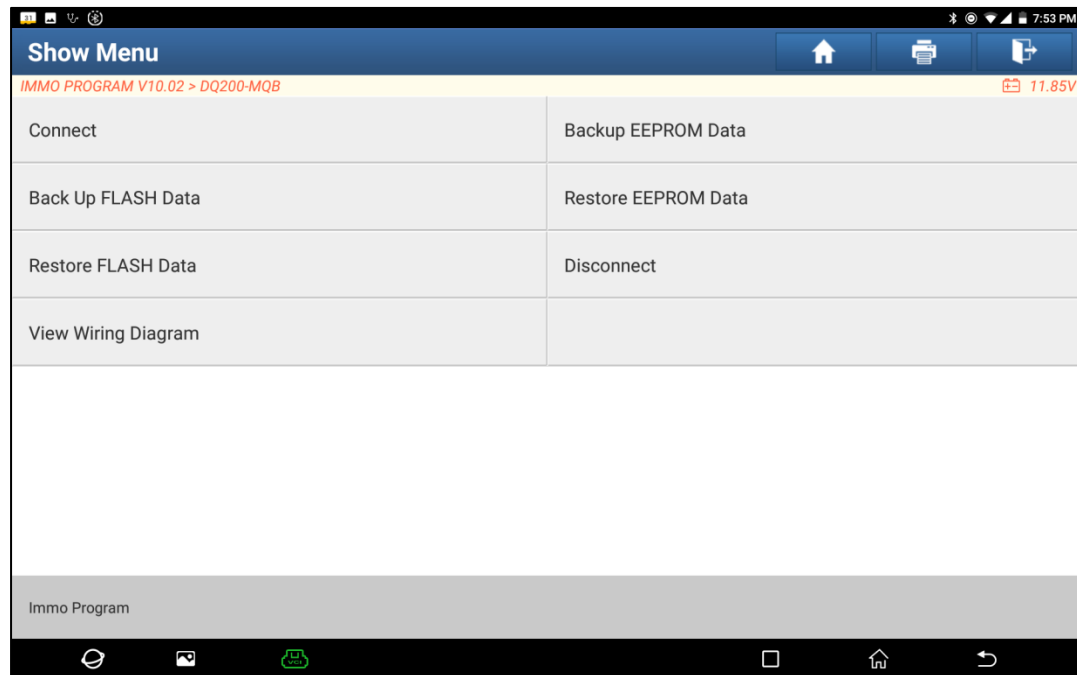 31
7:53 PM
Show Menu
IMMO PROGRAM V10.02 > DQ200-MQB
11.85V
Connect
Backup EEPROM Data
Back Up FLASH Data
Restore EEPROM Data
Restore FLASH Data
Disconnect
View Wiring Diagram
Immo Program
VCI